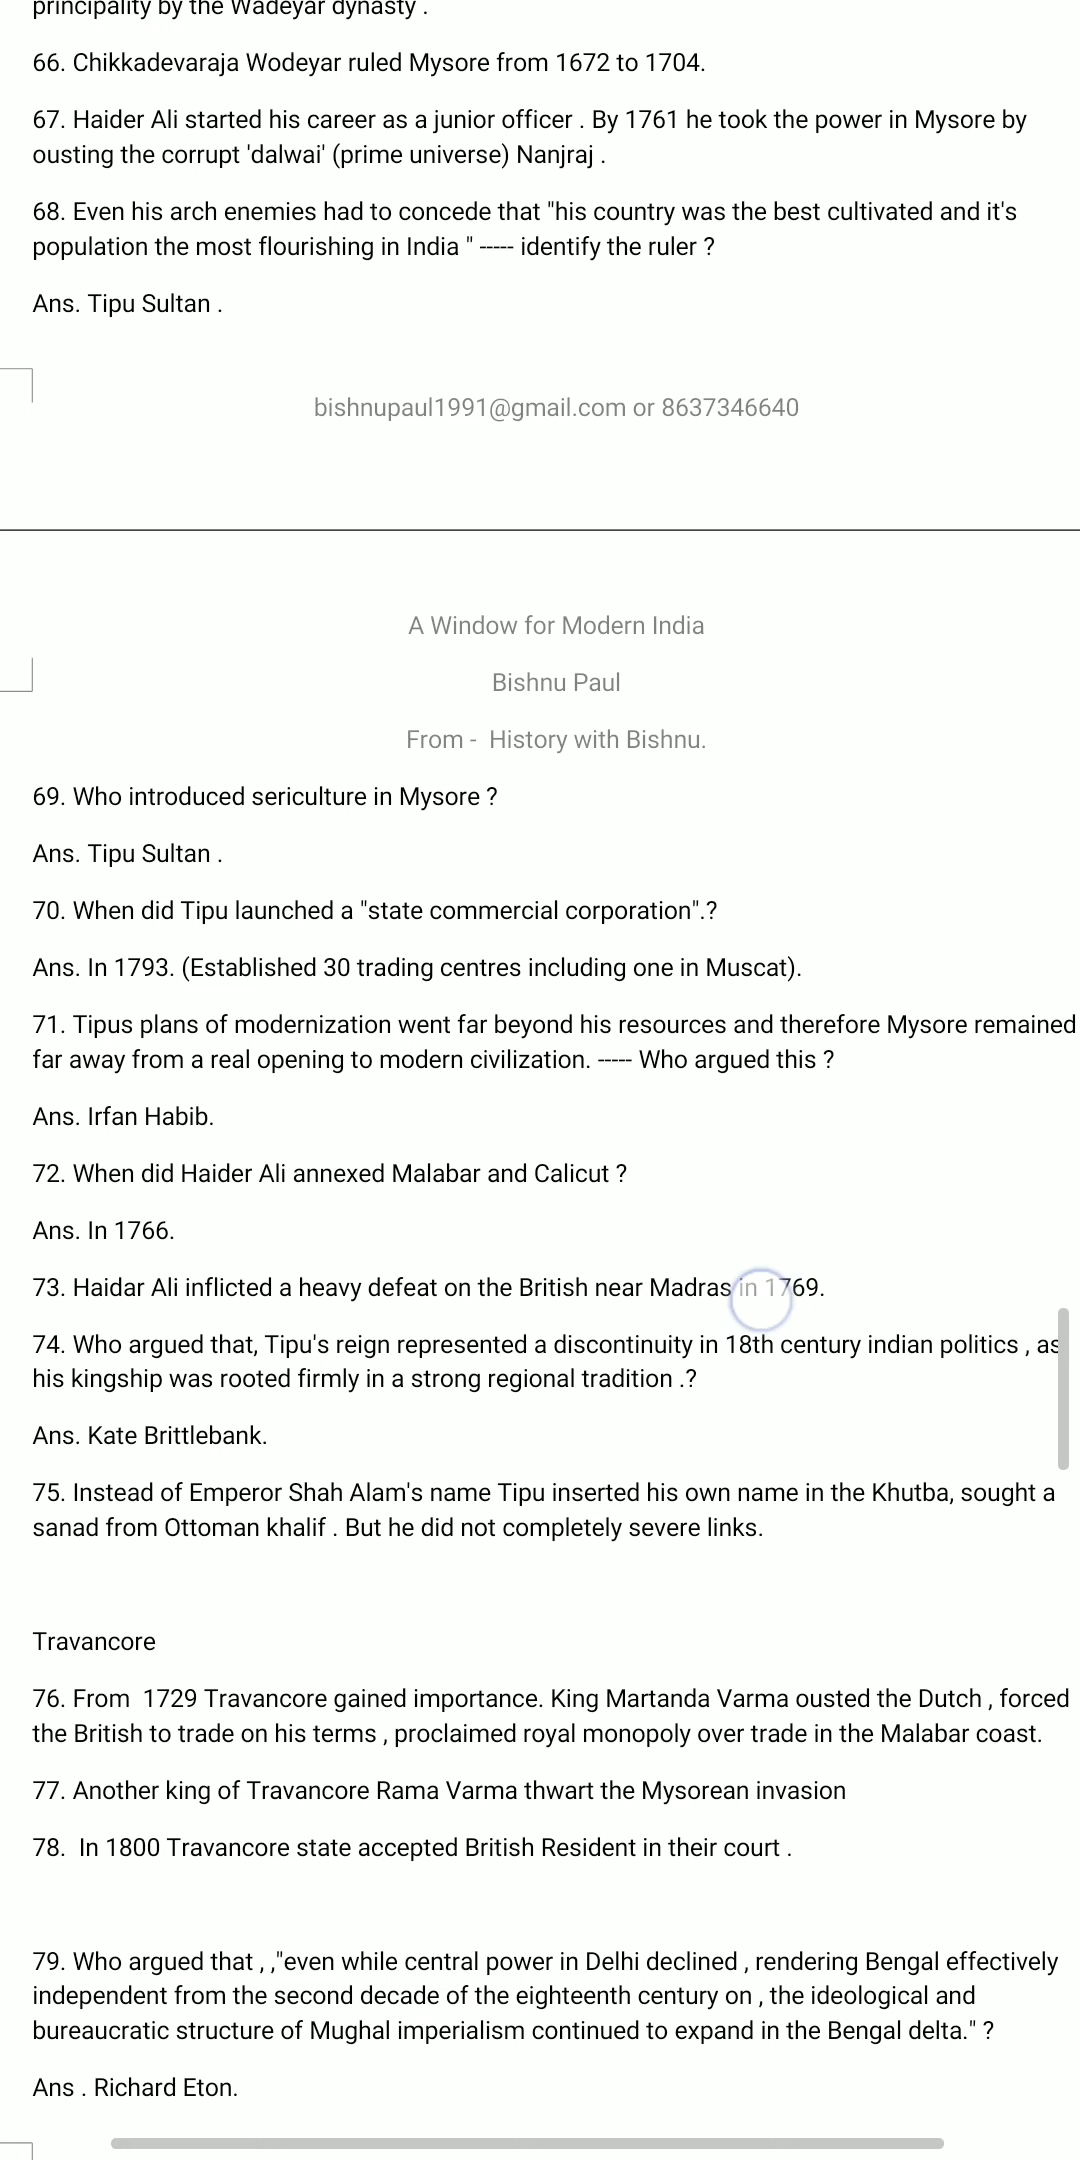 principality by the Wadeyar dynasty .
66. Chikkadevaraja Wodeyar ruled Mysore from 1672 to 1704.
67. Haider Ali started his career as a junior officer . By 1761 he took the power in Mysore by
ousting the corrupt 'dalwai' (prime universe) Nanjraj .
68. Even his arch enemies had to concede that "his country was the best cultivated and it's
population the most flourishing in India " ----- identify the ruler ?
Ans. Tipu Sultan .
bishnupaul1991@gmail.com or 8637346640
A Window for Modern India
Bishnu Paul
From -  History with Bishnu.
69. Who introduced sericulture in Mysore ?
Ans. Tipu Sultan .
70. When did Tipu launched a "state commercial corporation".?
Ans. In 1793. (Established 30 trading centres including one in Muscat).
71. Tipus plans of modernization went far beyond his resources and therefore Mysore remained
far away from a real opening to modern civilization. ----- Who argued this ?
Ans. Irfan Habib.
72. When did Haider Ali annexed Malabar and Calicut ?
Ans. In 1766.
73. Haidar Ali inflicted a heavy defeat on the British near Madras in 1769.
74. Who argued that, Tipu's reign represented a discontinuity in 18th century indian politics , as
his kingship was rooted firmly in a strong regional tradition .?
Ans. Kate Brittlebank.
75. Instead of Emperor Shah Alam's name Tipu inserted his own name in the Khutba, sought a
sanad from Ottoman khalif . But he did not completely severe links.
Travancore
76. From  1729 Travancore gained importance. King Martanda Varma ousted the Dutch , forced
the British to trade on his terms , proclaimed royal monopoly over trade in the Malabar coast.
77. Another king of Travancore Rama Varma thwart the Mysorean invasion
78.  In 1800 Travancore state accepted British Resident in their court .
79. Who argued that , ,"even while central power in Delhi declined , rendering Bengal effectively
independent from the second decade of the eighteenth century on , the ideological and
bureaucratic structure of Mughal imperialism continued to expand in the Bengal delta." ?
Ans . Richard Eton.